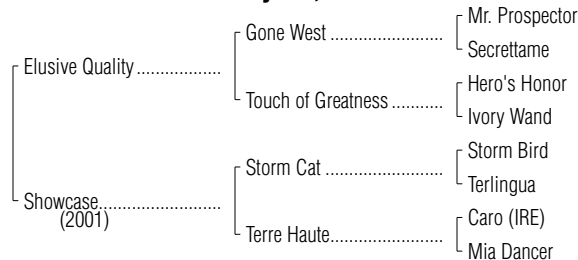 Mr. Prospector
Gone West
Secrettame
Elusive Quality
Hero's Honor
Touch of Greatness
Ivory Wand
Storm Bird
Storm Cat
Terlingua
Showcase
(2001)
Caro (IRE)
Terre Haute
Mia Dancer